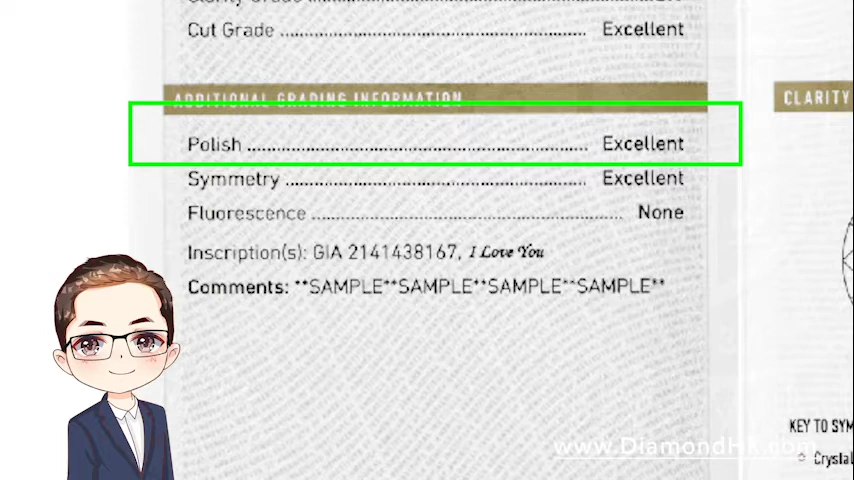 Cut Grade ........................................................ Excellent
ADDITIONAL GRADING INFORMATION
CLARITY
Polish ............................................................... Excellent
Symmetry ........................................................ Excellent
Fluorescence .......................................................... None
Inscription(s): GIA 2141438167, I Love You
Comments: **SAMPLE**SAMPLE**SAMPLE**SAMPLE**
KEY TO SYM
www.DiamondHk.com
Crystal